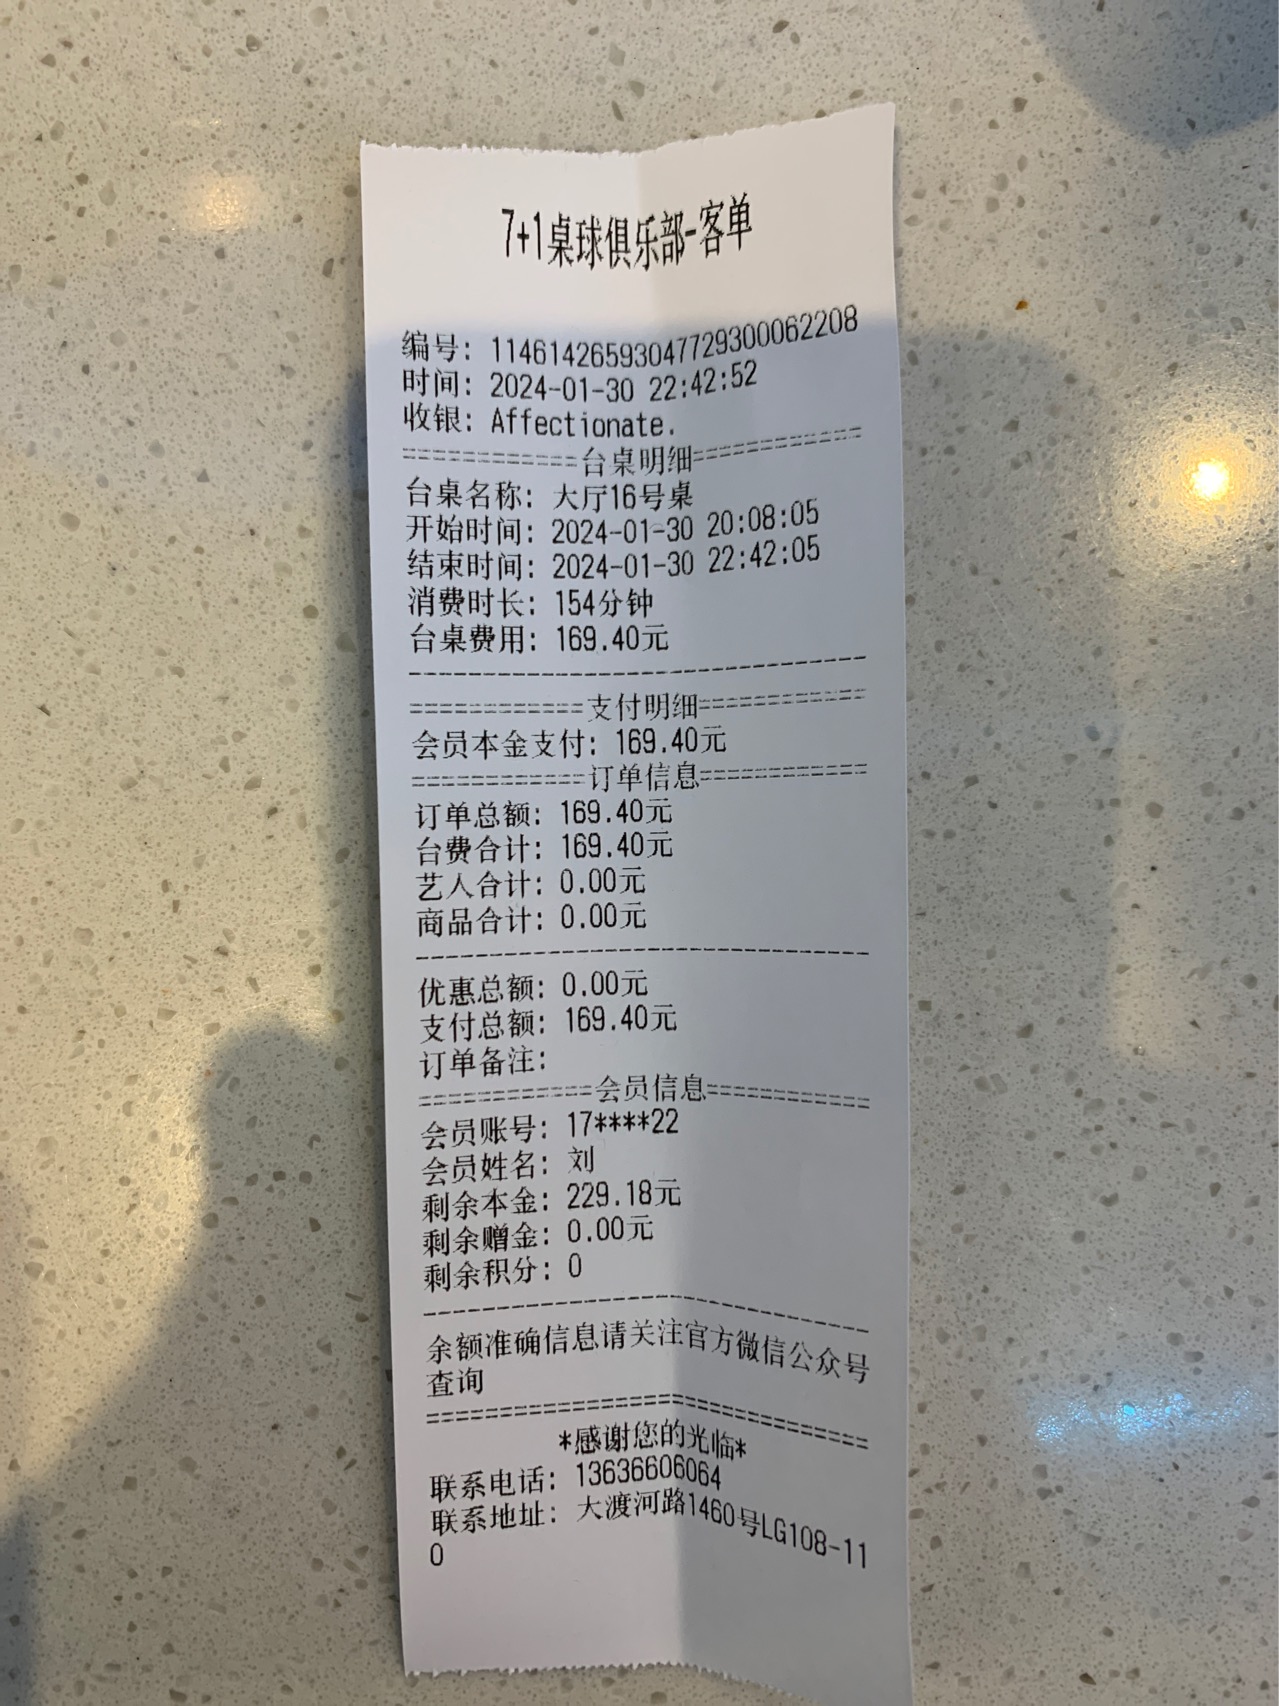 7+1桌球俱乐部-客单
编号: 1146142659304772930006​2208
时间: 2024-01-30 22:42:52
收银: Affectionate.
============台桌明细============
台桌名称: 大厅16号桌
开始时间: 2024-01-30 20:08:05
结束时间: 2024-01-30 22:42:05
消费时长: 154分钟
台桌费用: 169.40元
--------------------------------
============支付明细============
会员本金支付: 169.40元
============订单信息============
订单总额: 169.40元
台费合计: 169.40元
艺人合计: 0.00元
商品合计: 0.00元
--------------------------------
优惠总额: 0.00元
支付总额: 169.40元
订单备注:
============会员信息============
会员账号: 17****22
会员姓名: 刘
剩余本金: 229.18元
剩余赠金: 0.00元
剩余积分: 0
--------------------------------
余额准确信息请关注官方微信公众号
查询
================================
*感谢您的光临*
联系电话: 13636606064
联系地址: 大渡河路1460号LG108-11
0